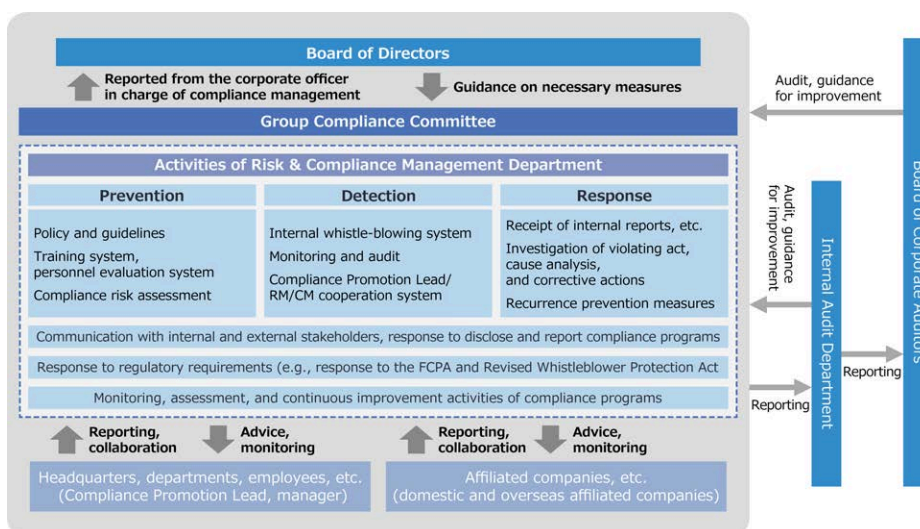 Board of Directors
Reported from the corporate officer
in charge of compliance management
Guidance on necessary measures
Group Compliance Committee
Activities of Risk & Compliance Management Department
Prevention
Policy and guidelines
Training system,
personnel evaluation system
Compliance risk assessment
Detection
Internal whistle-blowing system
Monitoring and audit
Compliance Promotion Lead/
RM/CM cooperation system
Response
Receipt of internal reports, etc.
Investigation of violating act,
cause analysis,
and corrective actions
Recurrence prevention measures
Communication with internal and external stakeholders, response to disclose and report compliance programs
Response to regulatory requirements (e.g., response to the FCPA and Revised Whistleblower Protection Act
Monitoring, assessment, and continuous improvement activities of compliance programs
Reporting,
collaboration
Advice,
monitoring
Reporting,
collaboration
Advice,
monitoring
Headquarters, departments, employees, etc.
(Compliance Promotion Lead, manager)
Affiliated companies, etc.
(domestic and overseas affiliated companies)
Audit, guidance
for improvement
Audit, guidance
for improvement
Reporting
Internal Audit Department
Reporting
Board of Corporate Auditors